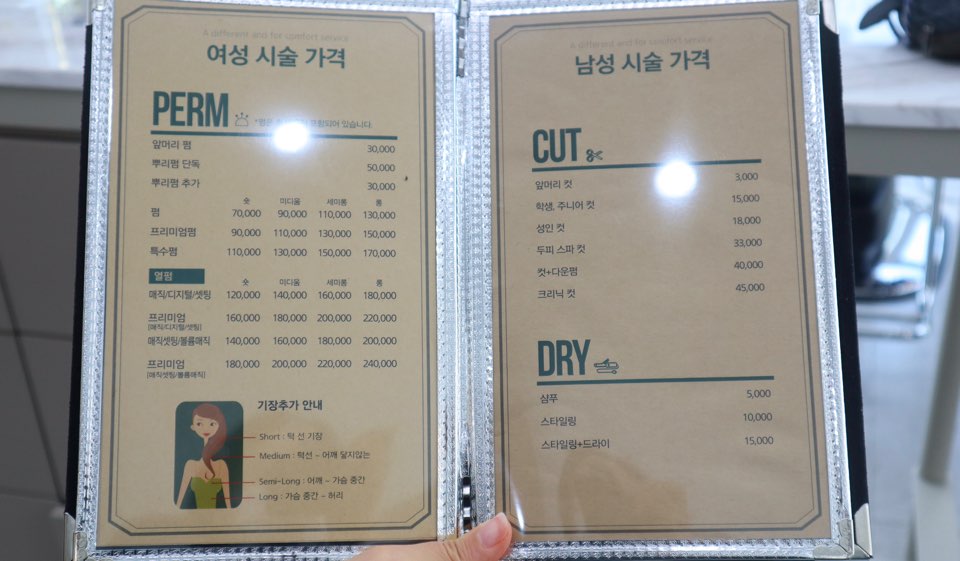 A different and for comfort service
여성 시술 가격
PERM
있습니다.
앞머리 펌 30,000
뿌리펌 단독 50,000
뿌리펌 추가 30,000
숏 미디움 세미롱 롱
펌 70,000 90,000 110,000 130,000
프리미엄펌 90,000 110,000 130,000 150,000
특수펌 110,000 130,000 150,000 170,000
열펌
숏 미디움 세미롱 롱
매직/디지털/셋팅 120,000 140,000 160,000 180,000
프리미엄 160,000 180,000 200,000 220,000
[매직/디지털/셋팅]
매직셋팅/볼륨매직 140,000 160,000 180,000 200,000
프리미엄 180,000 200,000 220,000 240,000
[매직셋팅/볼륨매직]
기장추가 안내
Short : 턱 선 기장
Medium : 턱선 ~ 어깨 닿지않는
Semi-Long : 어깨 ~ 가슴 중간
Long : 가슴 중간 ~ 허리
A different and for comfort service
남성 시술 가격
CUT
앞머리 컷 3,000
학생, 주니어 컷 15,000
성인 컷 18,000
두피 스파 컷 33,000
컷+다운펌 40,000
크리닉 컷 45,000
DRY
샴푸 5,000
스타일링 10,000
스타일링+드라이 15,000